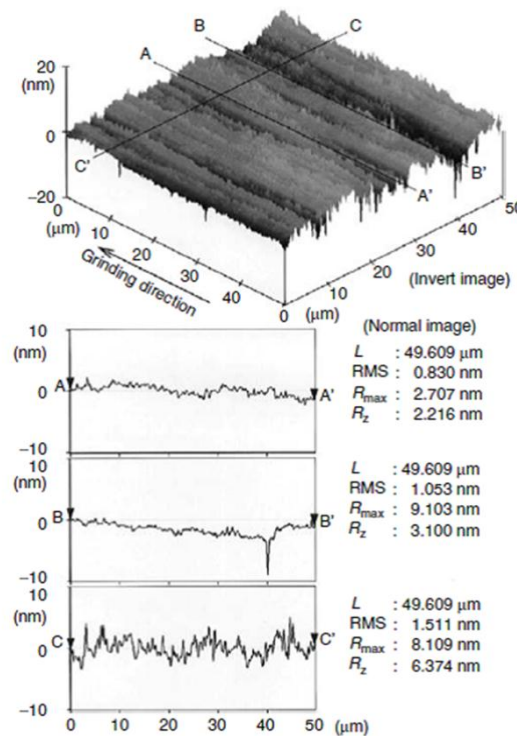 B
C
20
(nm)
A
0
C'
B'
-20
A'
50
0
40
(μm)
10
30
20
20
(Invert image)
Grinding direction
30
10
40
(μm)
0
10
(nm)
(Normal image)
L : 49.609 μm
RMS : 0.830 nm
Rmax : 2.707 nm
Rz : 2.216 nm
A
0
A'
-10
10
(nm)
L : 49.609 μm
RMS : 1.053 nm
Rmax : 9.103 nm
Rz : 3.100 nm
B
0
B'
-10
10
(nm)
L : 49.609 μm
RMS : 1.511 nm
Rmax : 8.109 nm
Rz : 6.374 nm
C
0
C'
-10
0 10 20 30 40 50 (μm)